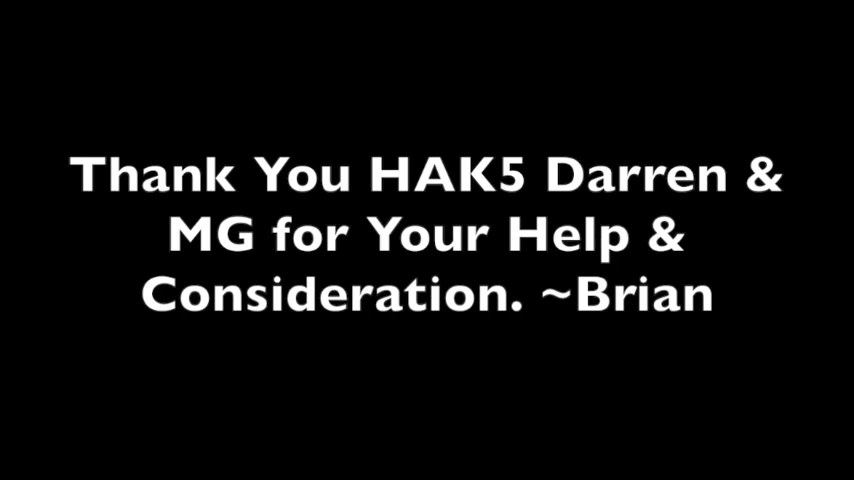 Thank You HAK5 Darren &
MG for Your Help &
Consideration. ~Brian